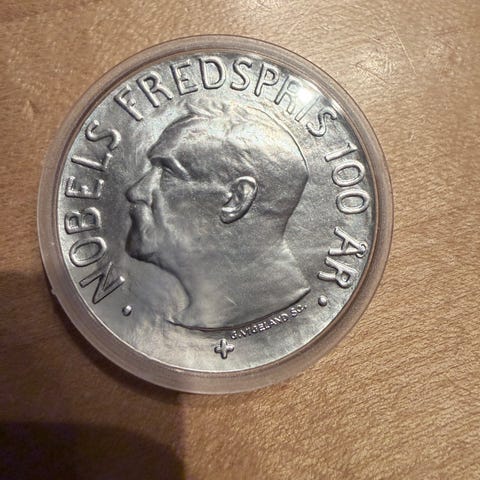 NOBELS FREDSPRIS 100 ÅR
G.VIGELAND SC.